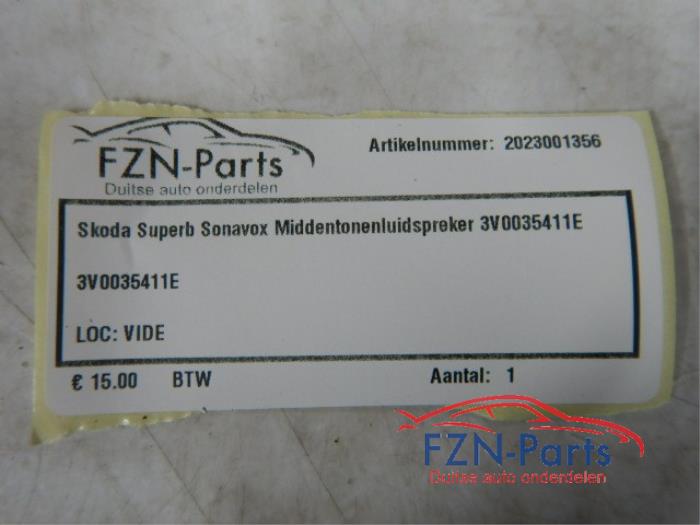 FZN-Parts
Duitse auto onderdelen
Artikelnummer: 2023001356
Skoda Superb Sonavox Middentonenluidspreker 3V0035411E
3V0035411E
LOC: VIDE
€ 15.00 BTW Aantal: 1
FZN-Parts
Duitse auto onderdelen